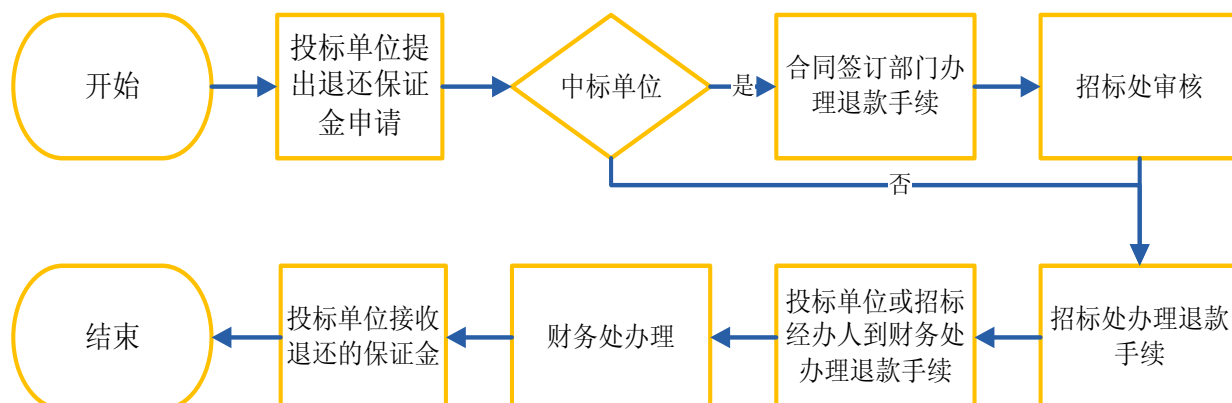 开始
投标单位提
出退还保证
金申请
中标单位
是
合同签订部门办
理退款手续
招标处审核
否
结束
投标单位接收
退还的保证金
财务处办理
投标单位或招标
经办人到财务处
办理退款手续
招标处办理退款
手续